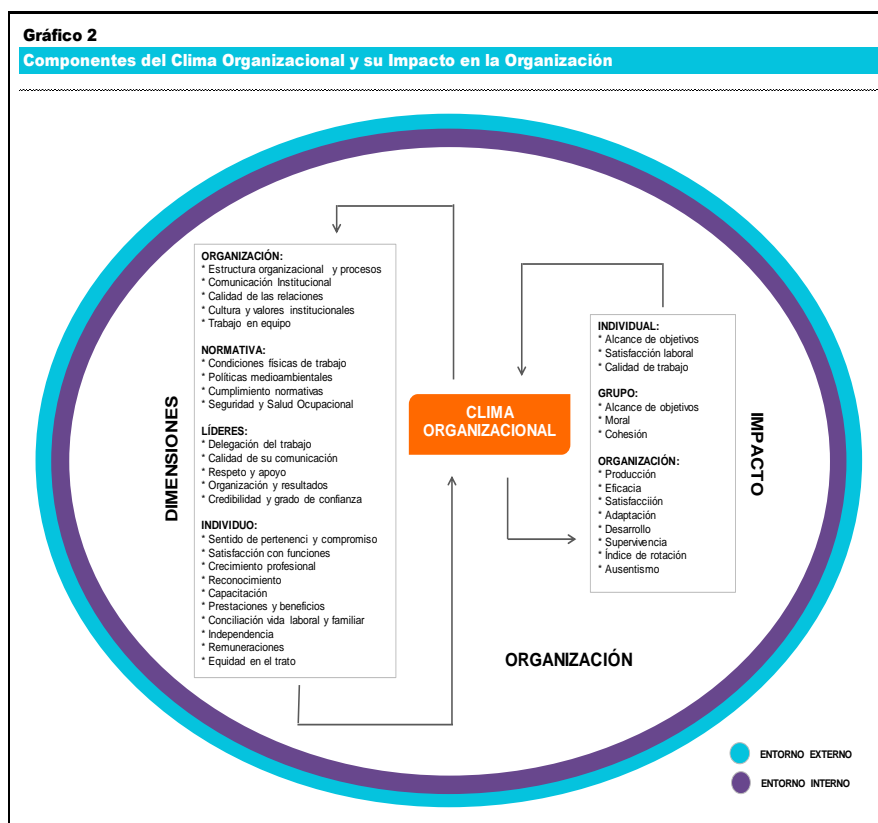 Gráfico 2
Componentes del Clima Organizacional y su Impacto en la Organización
DIMENSIONES
ORGANIZACIÓN:
* Estructura organizacional y procesos
* Comunicación Institucional
* Calidad de las relaciones
* Cultura y valores institucionales
* Trabajo en equipo
NORMATIVA:
* Condiciones físicas de trabajo
* Políticas medioambientales
* Cumplimiento normativas
* Seguridad y Salud Ocupacional
LÍDERES:
* Delegación del trabajo
* Calidad de su comunicación
* Respeto y apoyo
* Organización y resultados
* Credibilidad y grado de confianza
INDIVIDUO:
* Sentido de pertenenci y compromiso
* Satisfacción con funciones
* Crecimiento profesional
* Reconocimiento
* Capacitación
* Prestaciones y beneficios
* Conciliación vida laboral y familiar
* Independencia
* Remuneraciones
* Equidad en el trato
CLIMA
ORGANIZACIONAL
INDIVIDUAL:
* Alcance de objetivos
* Satisfacción laboral
* Calidad de trabajo
GRUPO:
* Alcance de objetivos
* Moral
* Cohesión
ORGANIZACIÓN:
* Producción
* Eficacia
* Satisfacciión
* Adaptación
* Desarrollo
* Supervivencia
* Índice de rotación
* Ausentismo
IMPACTO
ORGANIZACIÓN
ENTORNO EXTERNO
ENTORNO INTERNO